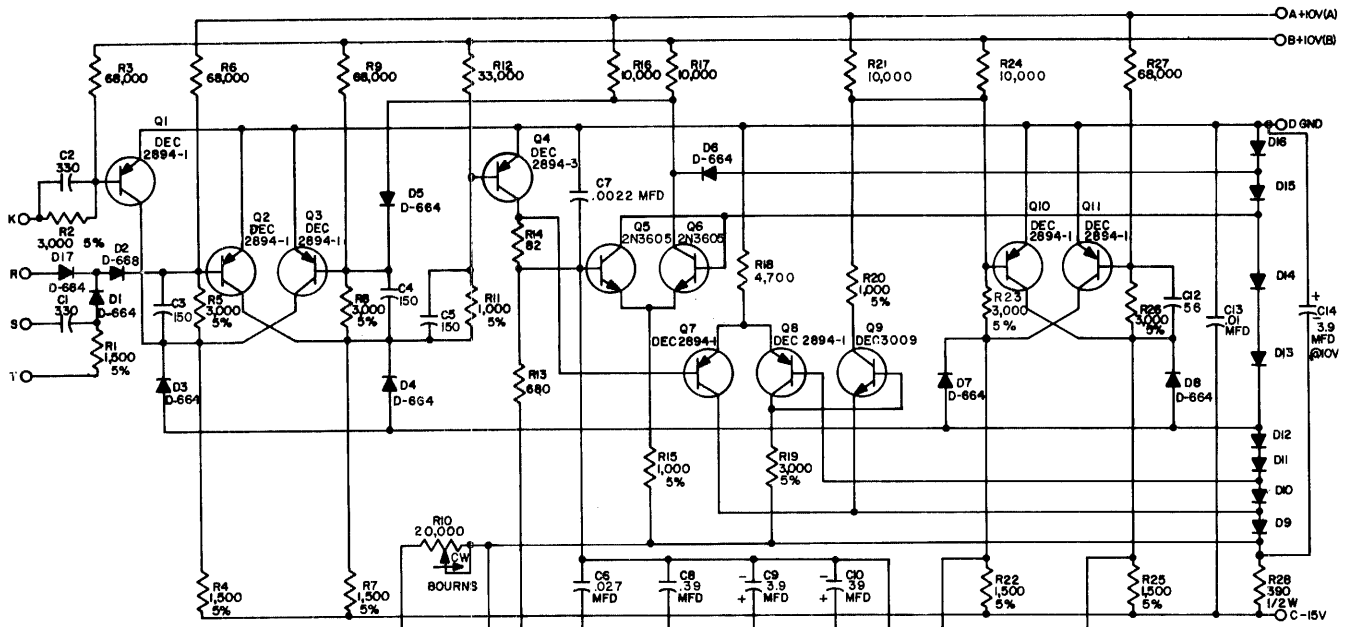 A+10V(A)
B+10V(B)
R3
68,000
R6
68,000
R9
68,000
R12
33,000
R16
10,000
R17
10,000
R21
10,000
R24
10,000
R27
68,000
Q1
DEC
2894-1
C2
330
K
R2
3,000 5%
D17
D-664
D2
D-668
R
D1
D-664
S
C1
330
R1
1,500
5%
T
C3
150
R5
3,000
5%
Q2
DEC
2894-1
Q3
DEC
2894-1
D5
D-664
R8
3,000
5%
C4
150
C5
150
R11
1,000
5%
D3
D-664
D4
D-664
Q4
DEC
2894-3
R14
82
C7
.0022 MFD
D6
D-664
Q5
2N3605
Q6
2N3605
R18
4,700
R20
1,000
5%
R13
680
Q7
DEC2894-1
Q8
DEC 2894-1
Q9
DEC3009
R15
1,000
5%
R19
3,000
5%
Q10
DEC
2894-1
Q11
DEC
2894-1
R23
3,000
5%
R26
3,000
5%
C12
56
C13
.01
MFD
D7
D-664
D8
D-664
D GND
D16
D15
D14
D13
D12
D11
D10
D9
+
C14
-
3.9
MFD
@10V
R4
1,500
5%
R7
1,500
5%
R10
20,000
CW
BOURNS
C6
.027
MFD
C8
.39
MFD
- C9
3.9
+ MFD
- C10
39
+ MFD
R22
1,500
5%
R25
1,500
5%
R28
390
1/2W
C-15V